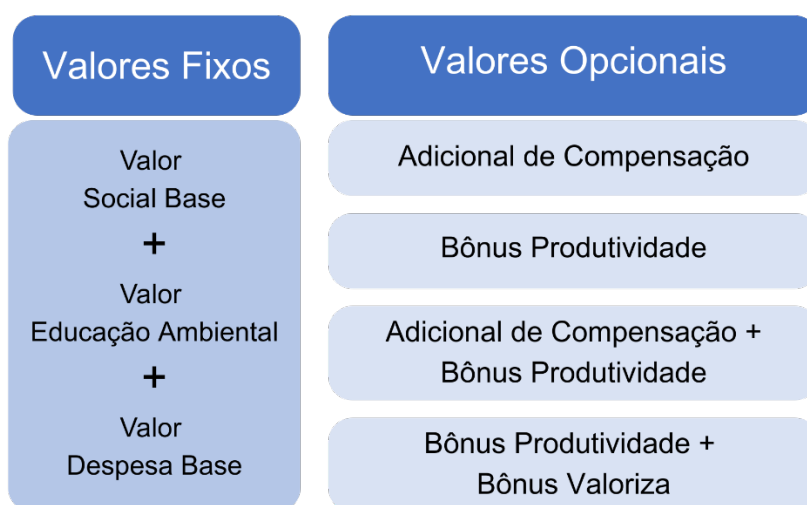 Valores Fixos
Valor
Social Base
+
Valor
Educação Ambiental
+
Valor
Despesa Base
Valores Opcionais
Adicional de Compensação
Bônus Produtividade
Adicional de Compensação +
Bônus Produtividade
Bônus Produtividade +
Bônus Valoriza